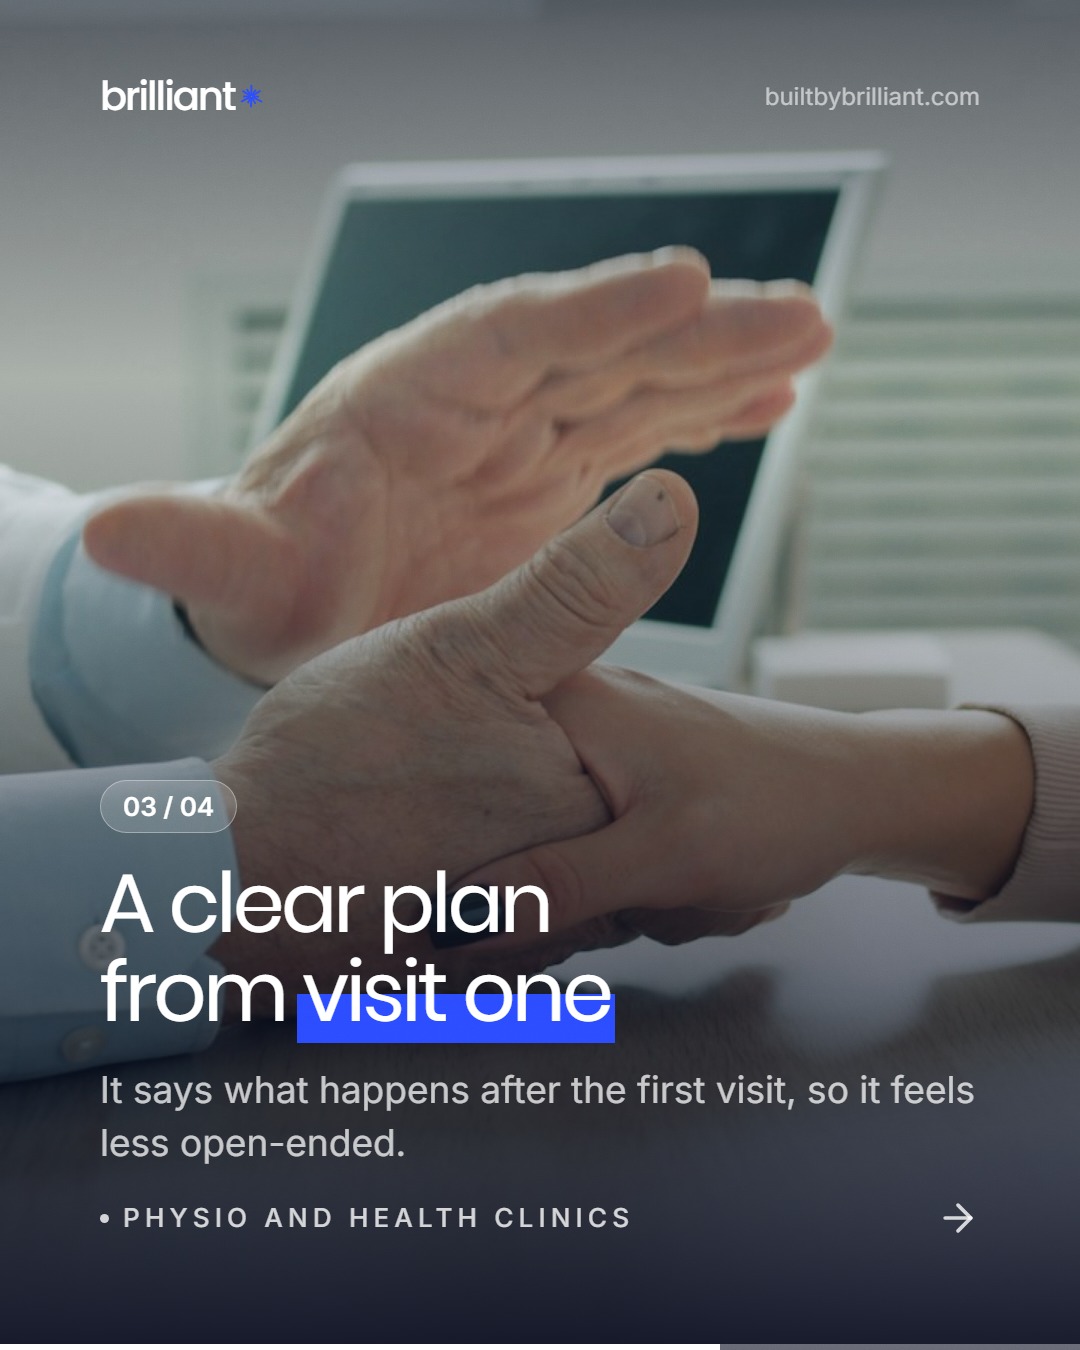 brilliant
builtbybrilliant.com
03 / 04
A clear plan
from visit one
It says what happens after the first visit, so it feels
less open-ended.
• PHYSIO AND HEALTH CLINICS